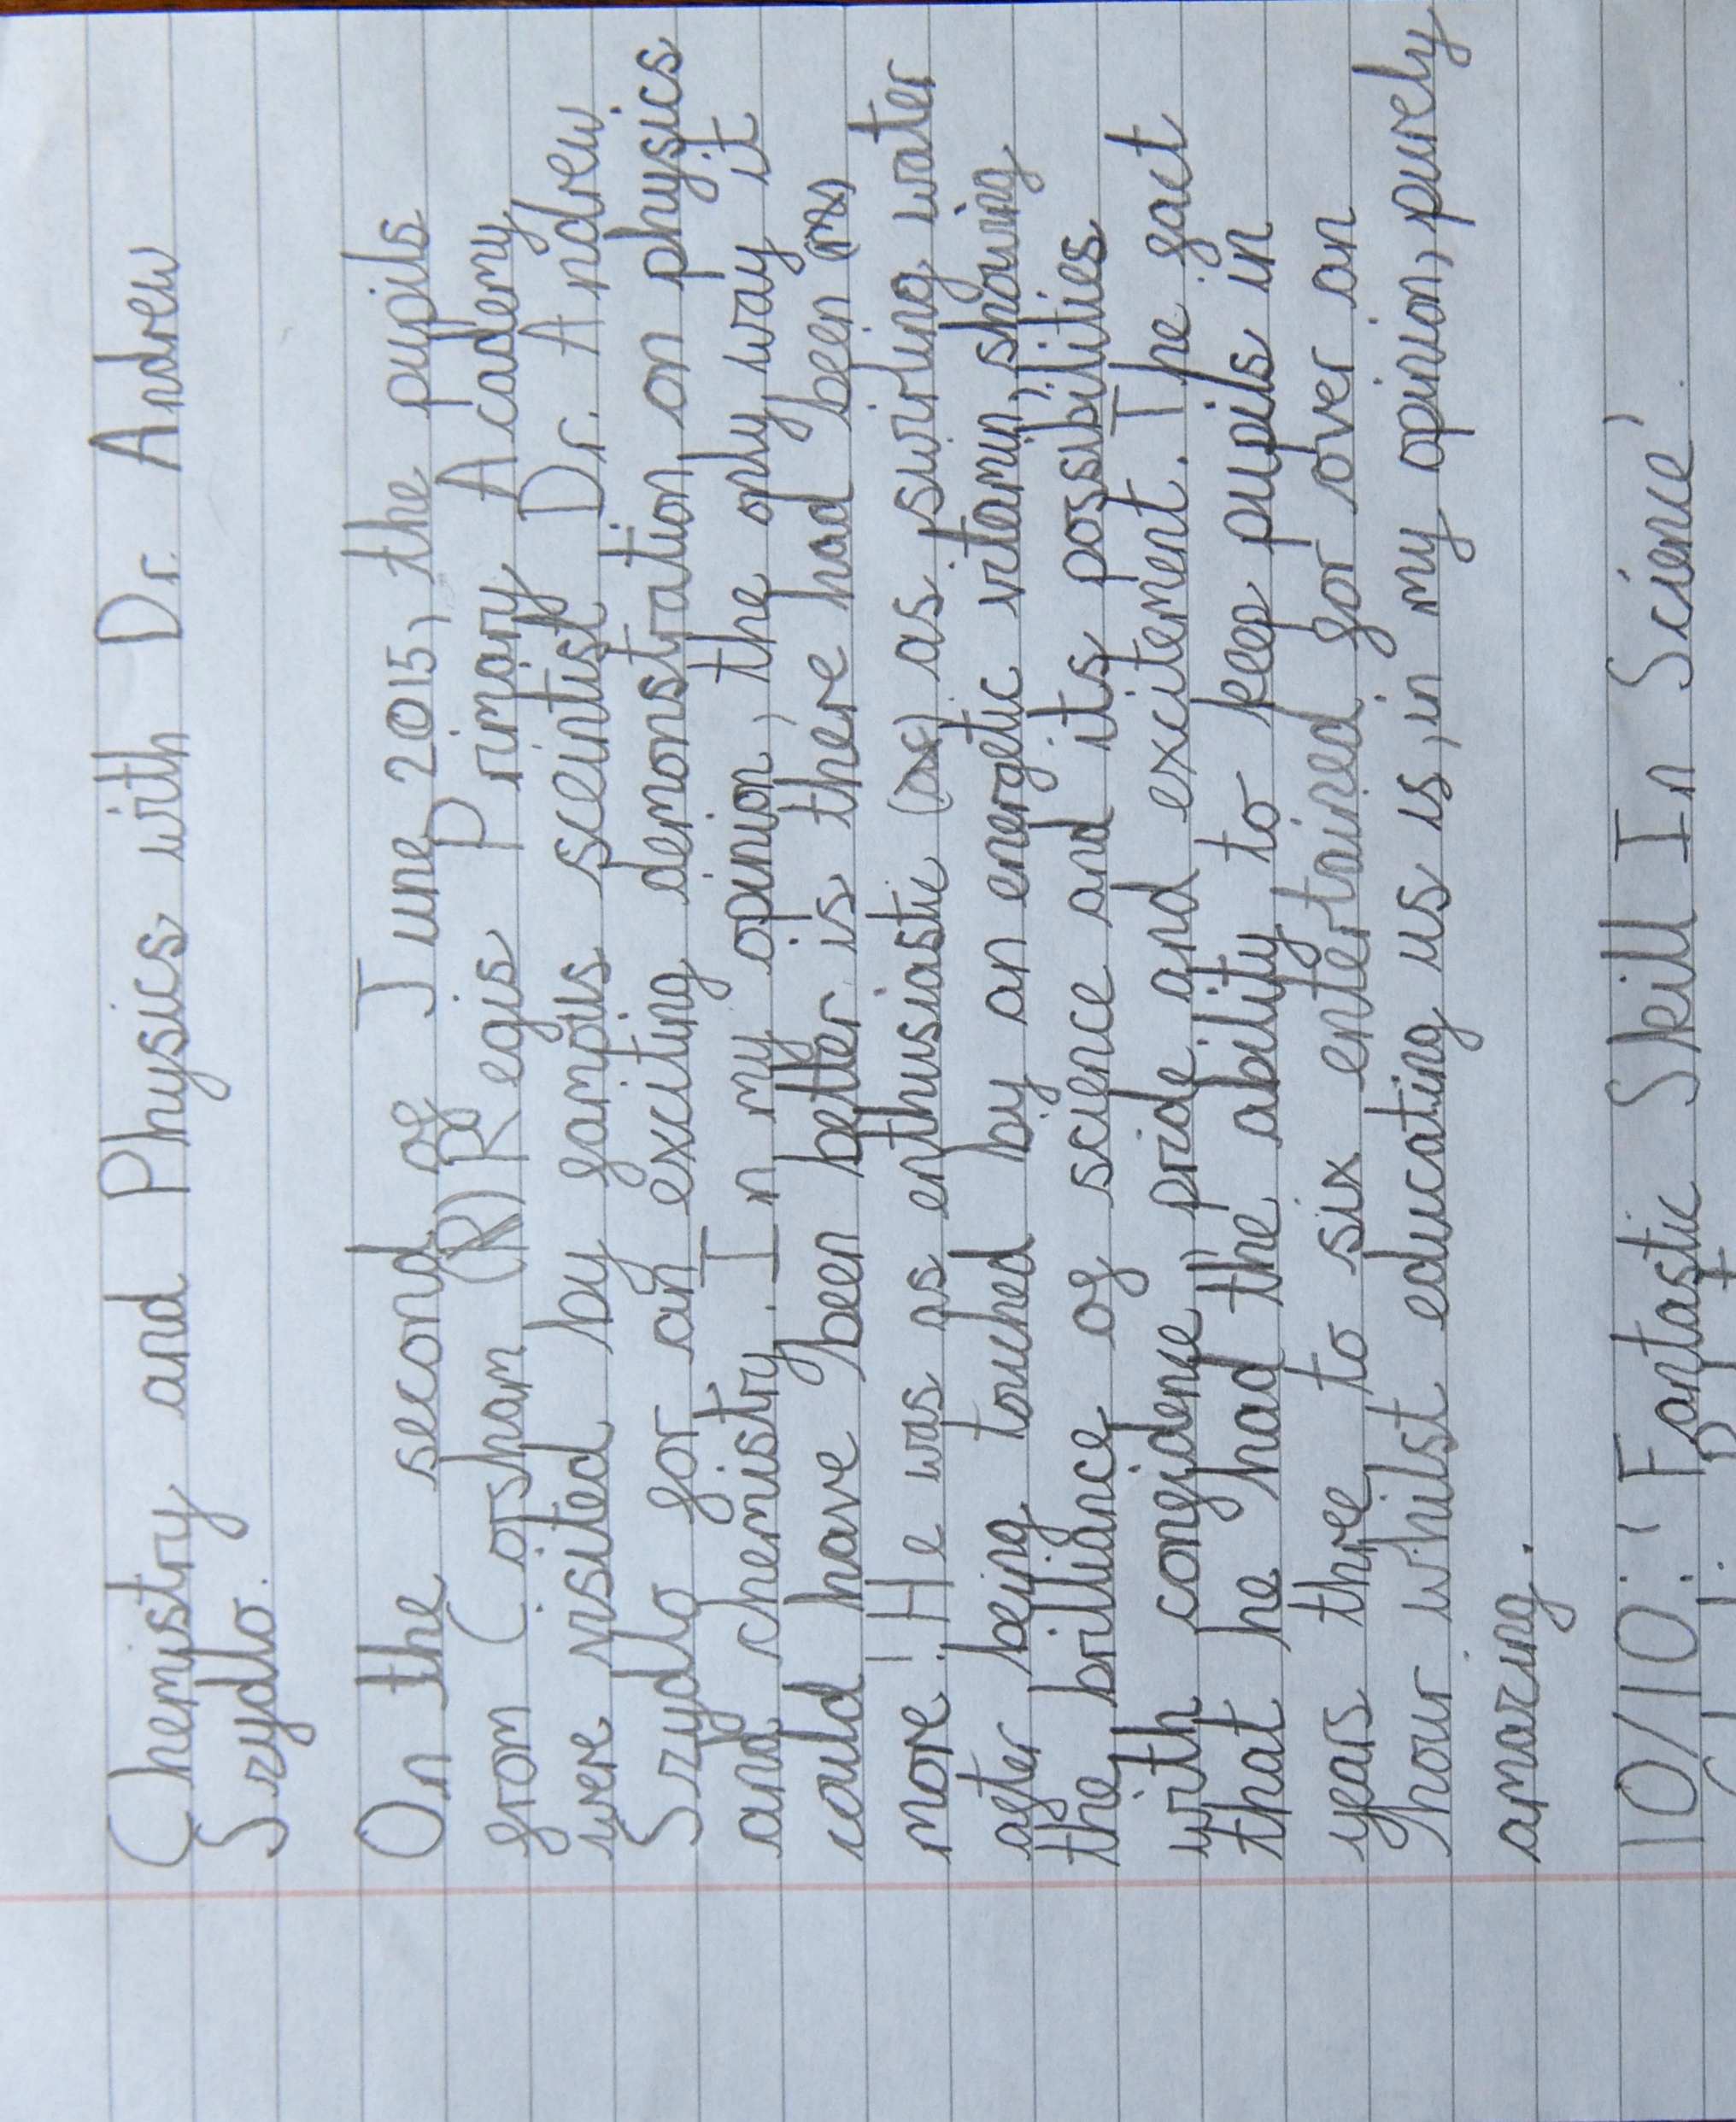 Chemistry and Physics with Dr. Andrew
Szydlo.
On the second of June 2015, the pupils
from Corsham (R) Regis Primary Academy
were visited by famous sceintist Dr. Andrew
Szydlo for an exciting demonstration on physics
and chemistry. In my opinion, the only way it
could have been better is there had been
more! He was as enthusiastic (as) as swirling water
after being touched by an energetic vitamin, showing
the brilliance of science and its possibilities
with confidence, pride and excitement. The fact
that he had the ability to keep pupils in
years three to six entertained for over an
hour whilst educating us is, in my opinion, purely
amazing.
10/10: 'Fantastic Skill In Science'